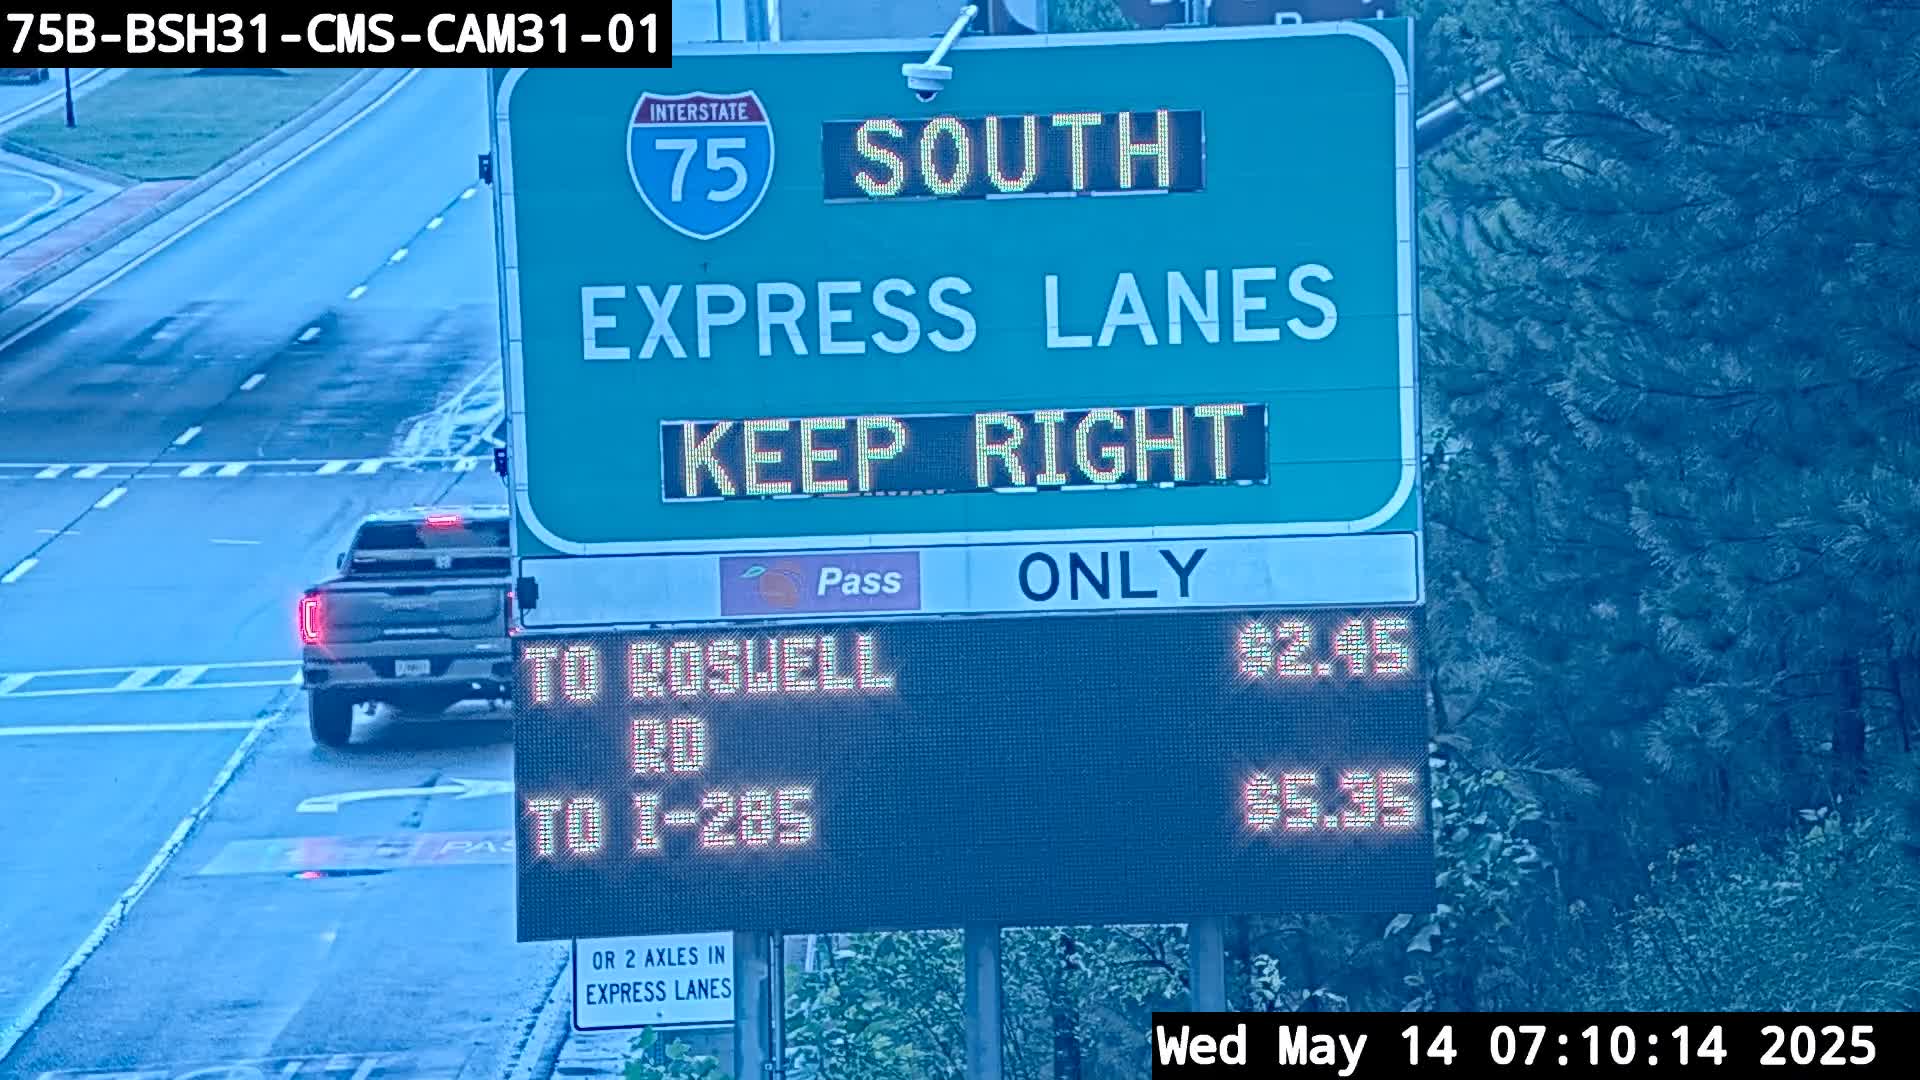 75B-BSH31-CMS-CAM31-01
INTERSTATE
75
SOUTH
EXPRESS LANES
KEEP RIGHT
Pass
ONLY
TO ROSWELL $2.45
RD
TO I-285 $5.35
OR 2 AXLES IN
EXPRESS LANES
Wed May 14 07:10:14 2025